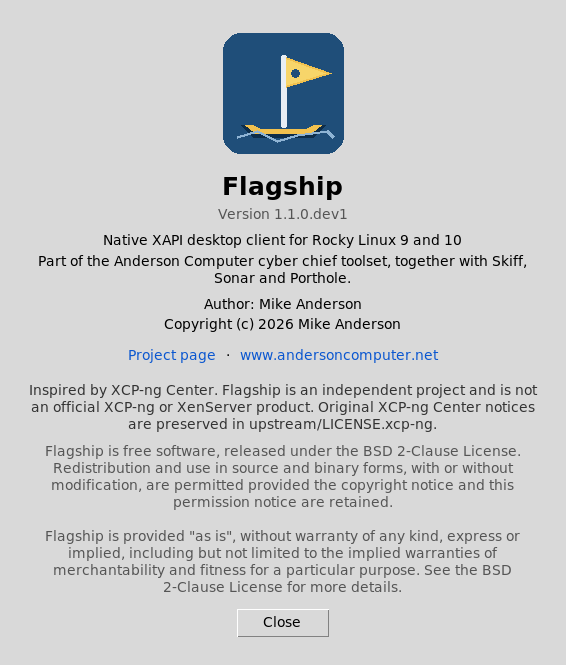 Flagship
Version 1.1.0.dev1
Native XAPI desktop client for Rocky Linux 9 and 10
Part of the Anderson Computer cyber chief toolset, together with Skiff,
Sonar and Porthole.
Author: Mike Anderson
Copyright (c) 2026 Mike Anderson
Project page · www.andersoncomputer.net
Inspired by XCP-ng Center. Flagship is an independent project and is not
an official XCP-ng or XenServer product. Original XCP-ng Center notices
are preserved in upstream/LICENSE.xcp-ng.
Flagship is free software, released under the BSD 2-Clause License.
Redistribution and use in source and binary forms, with or without
modification, are permitted provided the copyright notice and this
permission notice are retained.
Flagship is provided "as is", without warranty of any kind, express or
implied, including but not limited to the implied warranties of
merchantability and fitness for a particular purpose. See the BSD
2-Clause License for more details.
Close